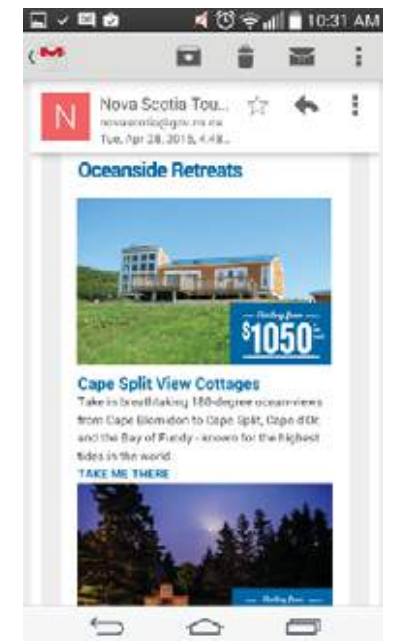 10:31 AM
N
Nova Scotia Tou...
Tue, Apr 28, 2015, 4:48...
Oceanside Retreats
Starting from
$1050
Cape Split View Cottages
Take in breathtaking 180-degree ocean views
from Cape Blomidon to Cape Split, Cape d'Or
and the Bay of Fundy - known for the highest
tides in the world.
TAKE ME THERE
Starting from